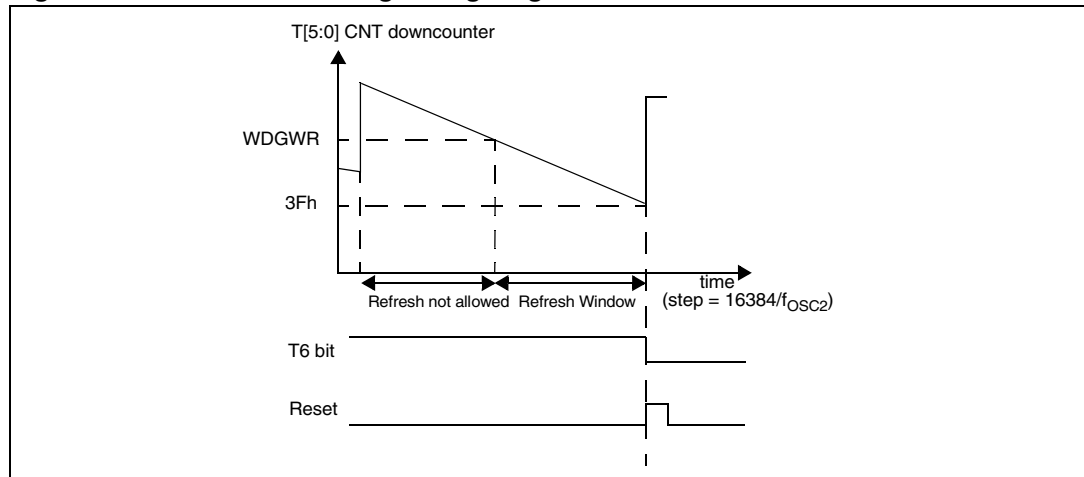 T[5:0] CNT downcounter
WDGWR
3Fh
time
Refresh not allowed Refresh Window
(step = 16384/fOSC2)
T6 bit
Reset